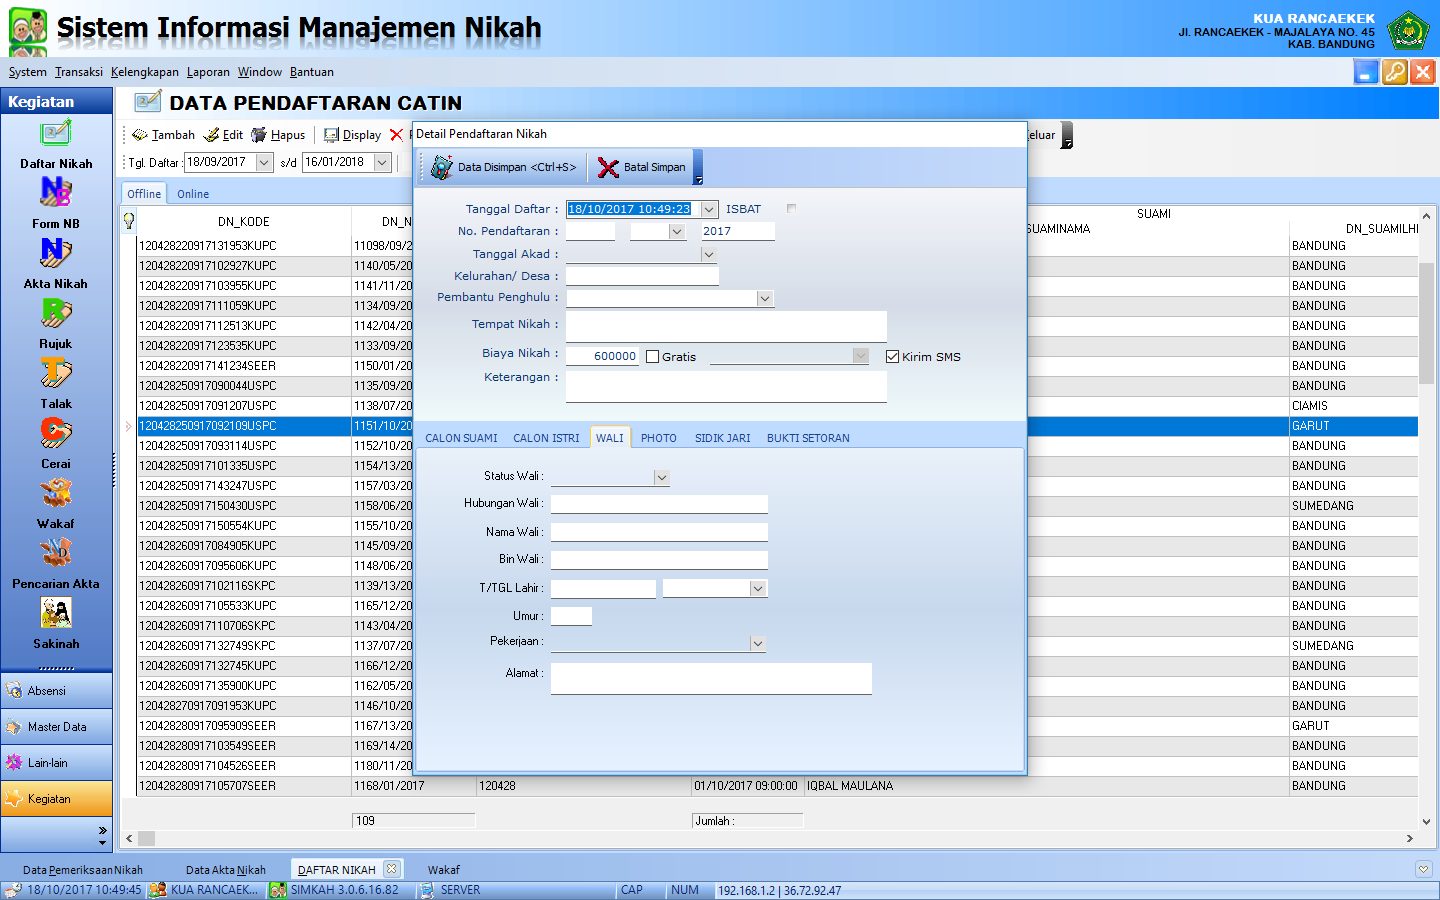 Sistem Informasi Manajemen Nikah
KUA RANCAEKEK
Jl. RANCAEKEK - MAJALAYA NO. 45
KAB. BANDUNG
System Transaksi Kelengkapan Laporan Window Bantuan
Kegiatan
DATA PENDAFTARAN CATIN
Tambah Edit Hapus Display
Tgl. Daftar : 18/09/2017 s/d 16/01/2018
Offline Online
DN_KODE
SUAMI
120428220917131953KUPC 11098/09/2 BANDUNG
120428220917102927KUPC 1140/05/20 BANDUNG
120428220917103955KUPC 1141/11/20 BANDUNG
120428220917111059KUPC 1134/09/20 BANDUNG
120428220917112513KUPC 1142/04/20 BANDUNG
120428220917123535KUPC 1133/09/20 BANDUNG
120428220917141234SEER 1150/01/20 BANDUNG
120428250917090044USPC 1135/09/20 BANDUNG
120428250917091207USPC 1138/07/20 CIAMIS
120428250917092109USPC 1151/10/20 GARUT
120428250917093114USPC 1152/10/20 BANDUNG
120428250917101335USPC 1154/13/20 BANDUNG
120428250917143247USPC 1157/03/20 BANDUNG
120428250917150430USPC 1158/06/20 SUMEDANG
120428250917150554KUPC 1155/10/20 BANDUNG
120428260917084905KUPC 1145/09/20 BANDUNG
120428260917095606KUPC 1148/06/20 BANDUNG
120428260917102116SKPC 1139/13/20 BANDUNG
120428260917105533KUPC 1165/12/20 BANDUNG
120428260917110706SKPC 1143/04/20 BANDUNG
120428260917132749SKPC 1137/07/20 SUMEDANG
120428260917132745KUPC 1166/12/20 BANDUNG
120428260917135900KUPC 1162/05/20 BANDUNG
120428270917091953KUPC 1146/10/20 BANDUNG
120428280917095909SEER 1167/13/20 GARUT
120428280917103549SEER 1169/14/20 BANDUNG
120428280917104526SEER 1180/11/20 BANDUNG
120428280917105707SEER 1168/01/2017 120428 01/10/2017 09:00:00 IQBAL MAULANA BANDUNG
109 Jumlah :
Daftar Nikah
Form NB
Akta Nikah
Rujuk
Talak
Cerai
Wakaf
Pencarian Akta
Sakinah
Absensi
Master Data
Lain-lain
Kegiatan
Detail Pendaftaran Nikah
Data Disimpan <Ctrl+S> Batal Simpan
Tanggal Daftar : 18/10/2017 10:49:23 ISBAT
No. Pendaftaran : 2017
Tanggal Akad :
Kelurahan/ Desa :
Pembantu Penghulu :
Tempat Nikah :
Biaya Nikah : 600000 Gratis Kirim SMS
Keterangan :
CALON SUAMI CALON ISTRI WALI PHOTO SIDIK JARI BUKTI SETORAN
Status Wali :
Hubungan Wali :
Nama Wali :
Bin Wali :
T/TGL Lahir :
Umur :
Pekerjaan :
Alamat :
Data Pemeriksaan Nikah Data Akta Nikah DAFTAR NIKAH Wakaf
18/10/2017 10:49:45 KUA RANCAEK... SIMKAH 3.0.6.16.82 SERVER CAP NUM 192.168.1.2 | 36.72.92.47